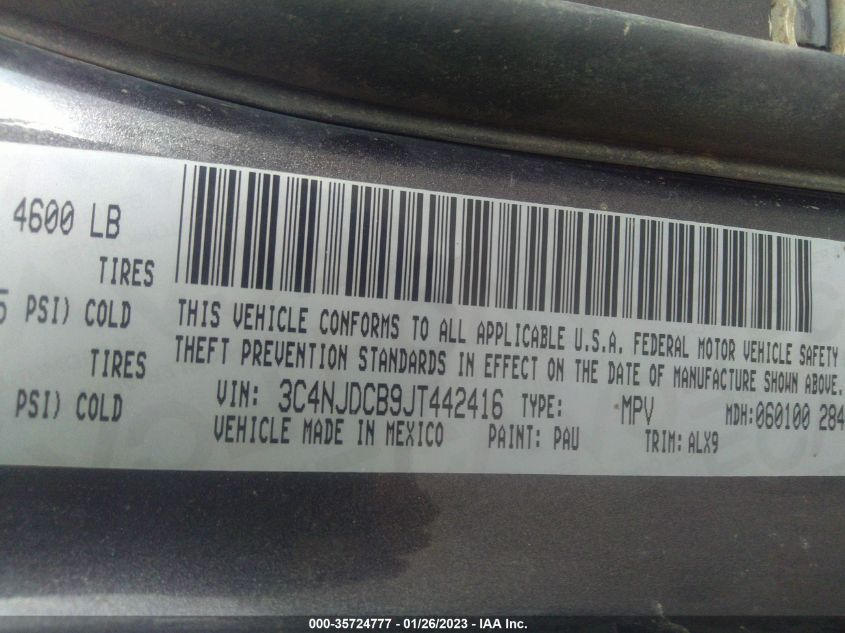 4600 LB
TIRES
5 PSI) COLD
TIRES
PSI) COLD
THIS VEHICLE CONFORMS TO ALL APPLICABLE U.S.A. FEDERAL MOTOR VEHICLE SAFETY
THEFT PREVENTION STANDARDS IN EFFECT ON THE DATE OF MANUFACTURE SHOWN ABOVE.
VIN: 3C4NJDCB9JT442416 TYPE: MPV MDH:060100 284
VEHICLE MADE IN MEXICO PAINT: PAU TRIM: ALX9
000-35724777 - 01/26/2023 - IAA Inc.